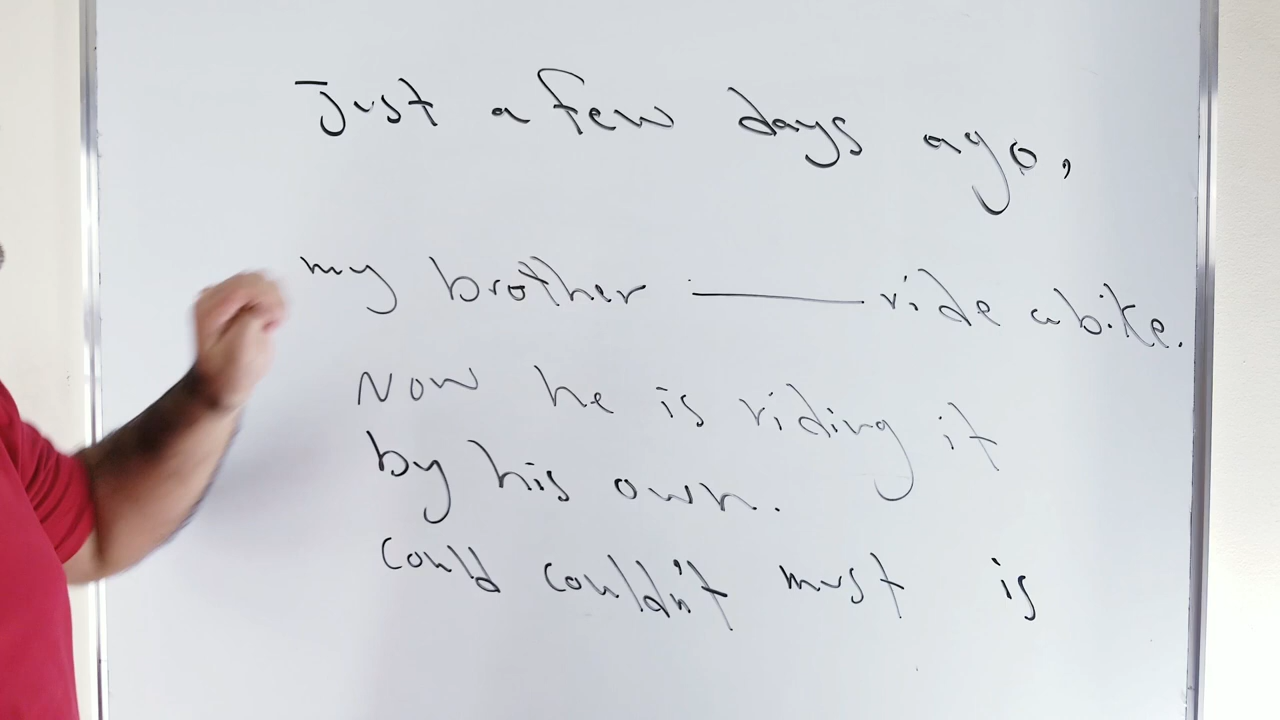 Just a few days ago,
my brother ______ ride a bike.
Now he is riding it
by his own.
could couldn't must is